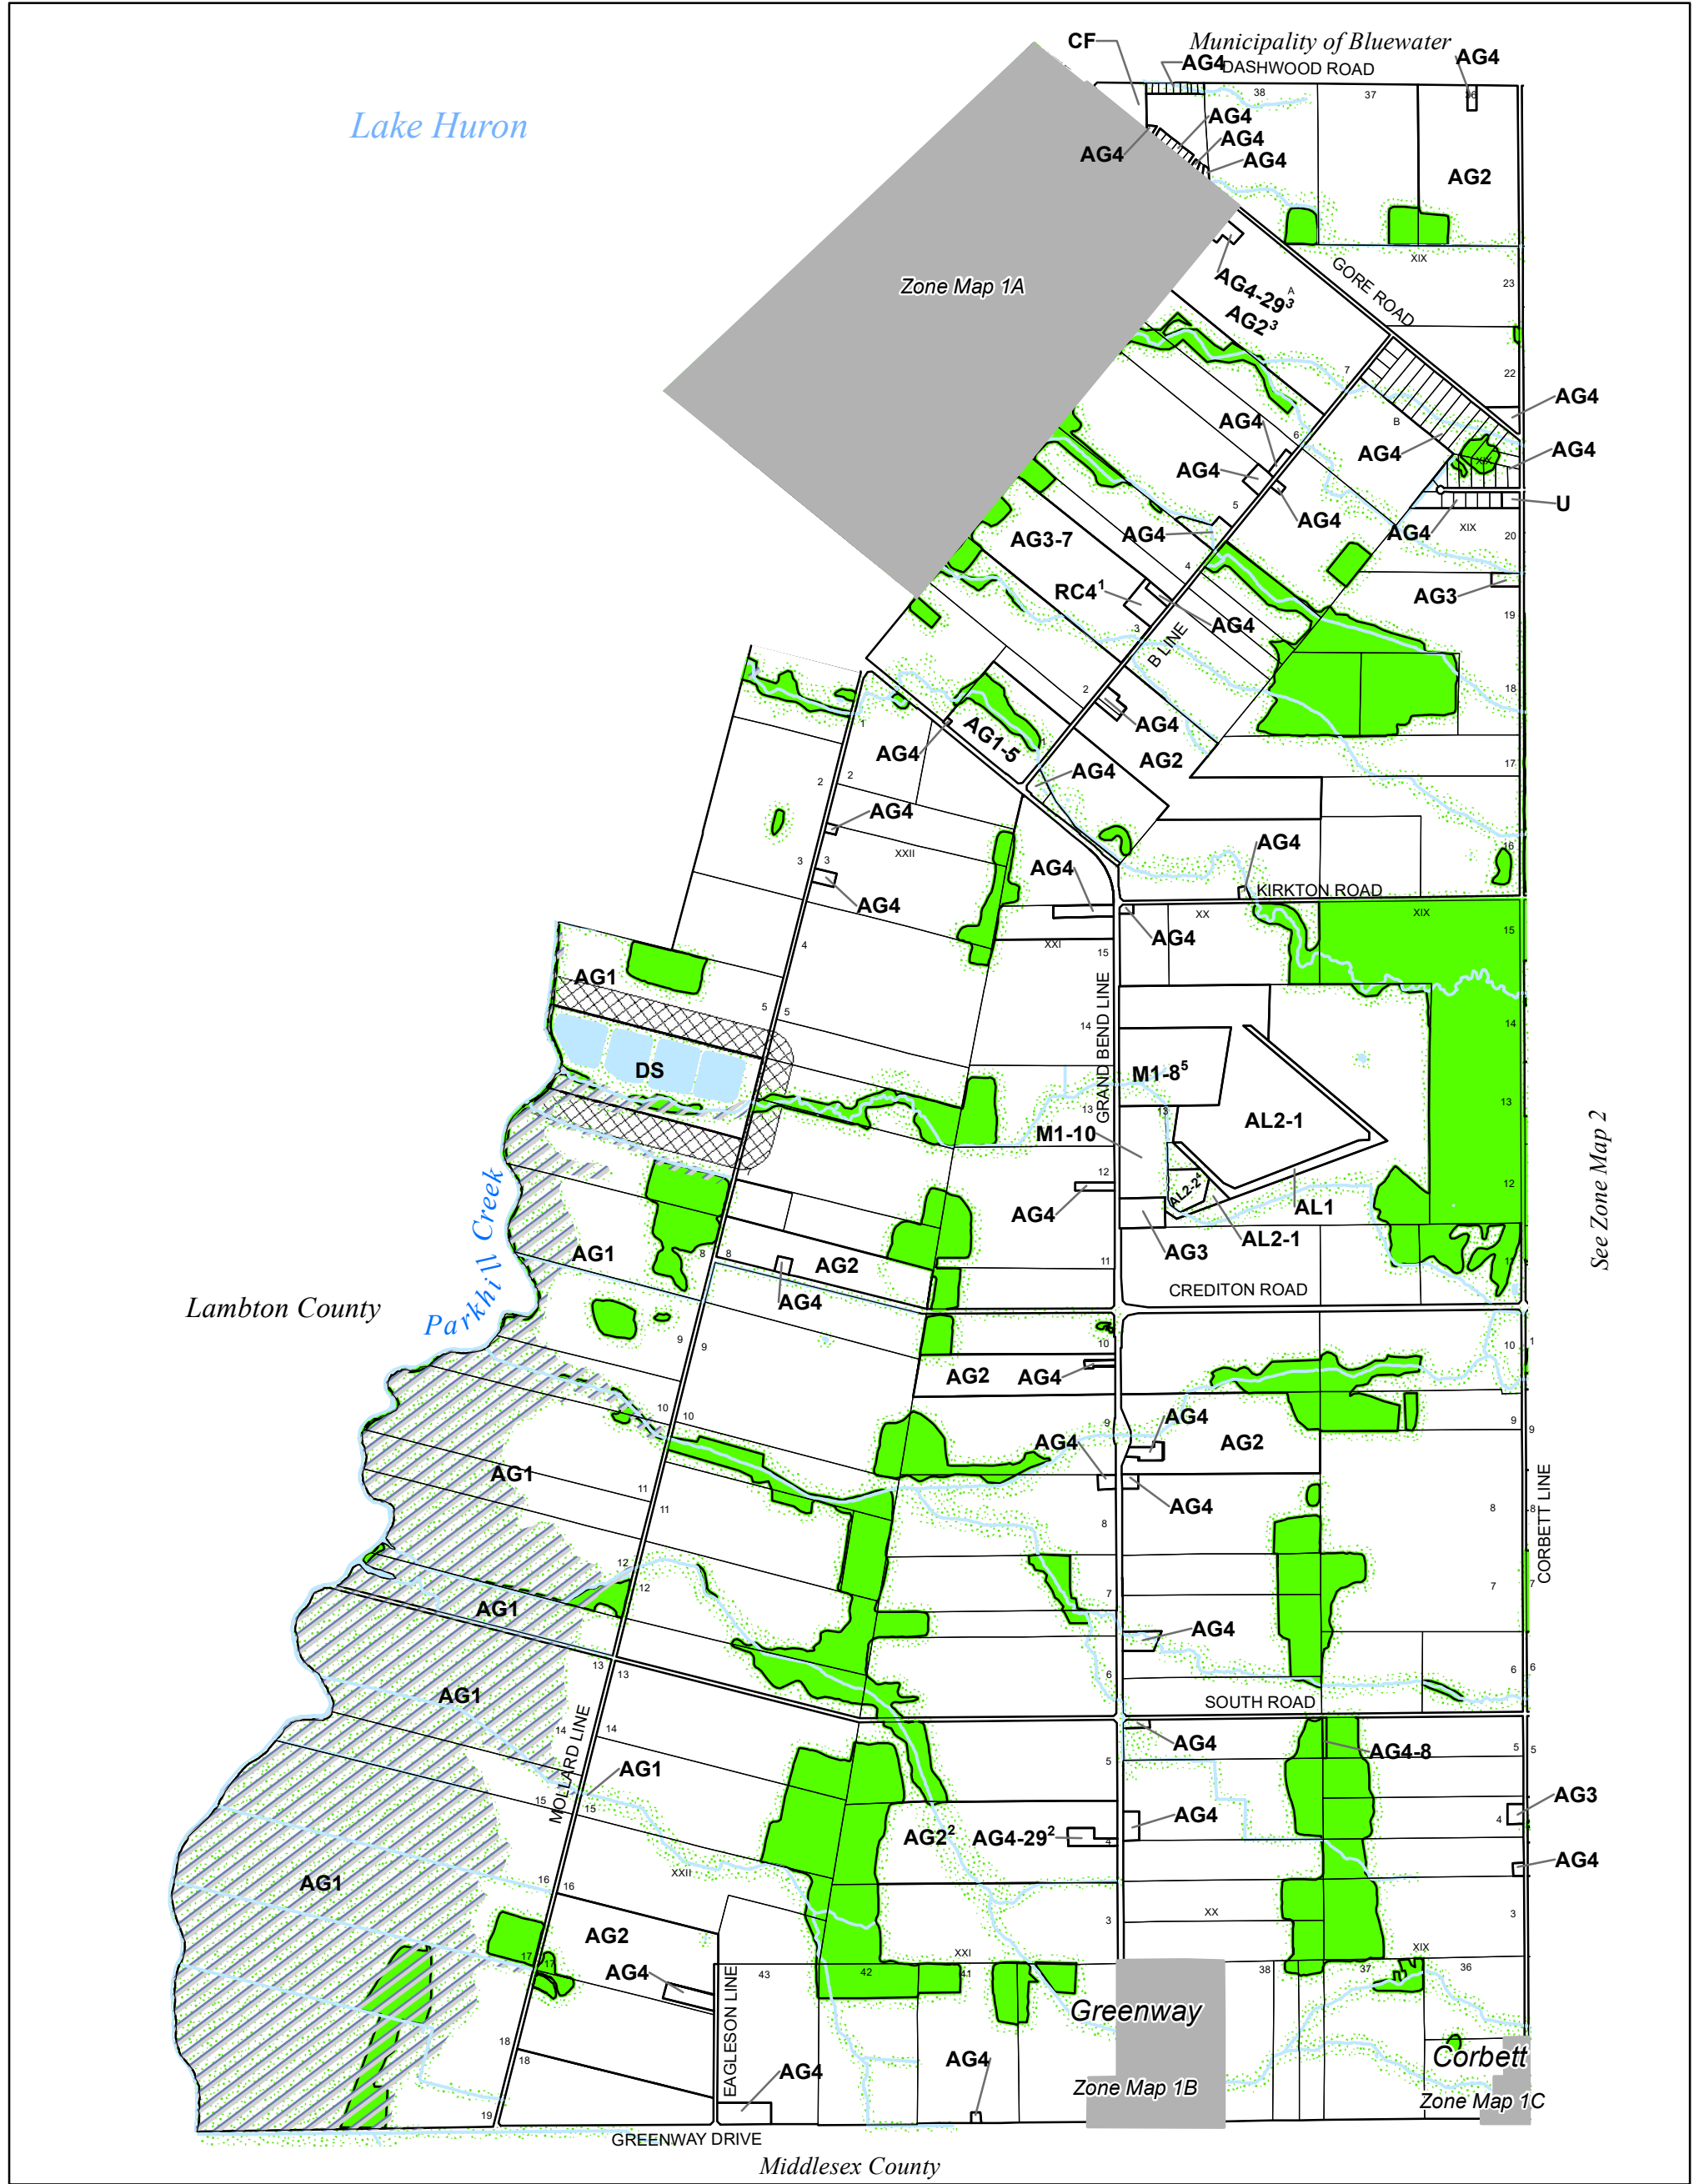 CF
Municipality of Bluewater
AG4
DASHWOOD ROAD
AG4
38
37
36
Lake Huron
AG4
AG4
AG4
AG4
AG2
XIX
GORE ROAD
23
Zone Map 1A
AG4-29³
A
AG2³
22
7
AG4
B
AG4
6
AG4
AG4
XIX
AG4
5
AG4
U
AG3-7
AG4
AG4
XIX
20
4
RC4¹
AG3
19
AG4
3
B LINE
18
2
AG4
AG1-5
1
1
AG4
AG2
17
AG4
2
2
AG4
16
AG4
3
3
XXII
AG4
AG4
KIRKTON ROAD
AG4
XX
XIX
15
AG4
XXI
15
4
AG1
5
5
GRAND BEND LINE
14
14
DS
M1-8⁵
13
13
13
AL2-1
M1-10
See Zone Map 2
12
AL2-2⁴
12
AG4
AL1
7
Parkhill Creek
AG3
AL2-1
AG1
8
8
AG2
11
11
AG4
CREDITON ROAD
Lambton County
9
9
10
10
1
AG2
AG4
10
10
AG4
9
AG4
AG2
9
9
AG1
11
11
AG4
8
8
8
CORBETT LINE
12
12
7
7
7
AG1
AG4
13
13
6
6
6
AG1
SOUTH ROAD
14
14
MOLLARD LINE
AG4
AG4-8
5
5
5
AG1
15
15
AG3
AG2²
AG4-29²
4
AG4
4
AG4
XXII
AG1
16
16
3
XX
3
AG2
XXI
XIX
17
17
AG4
43
42
41
38
37
36
EAGLESON LINE
Greenway
18
18
AG4
AG4
Corbett
Zone Map 1B
Zone Map 1C
19
GREENWAY DRIVE
Middlesex County